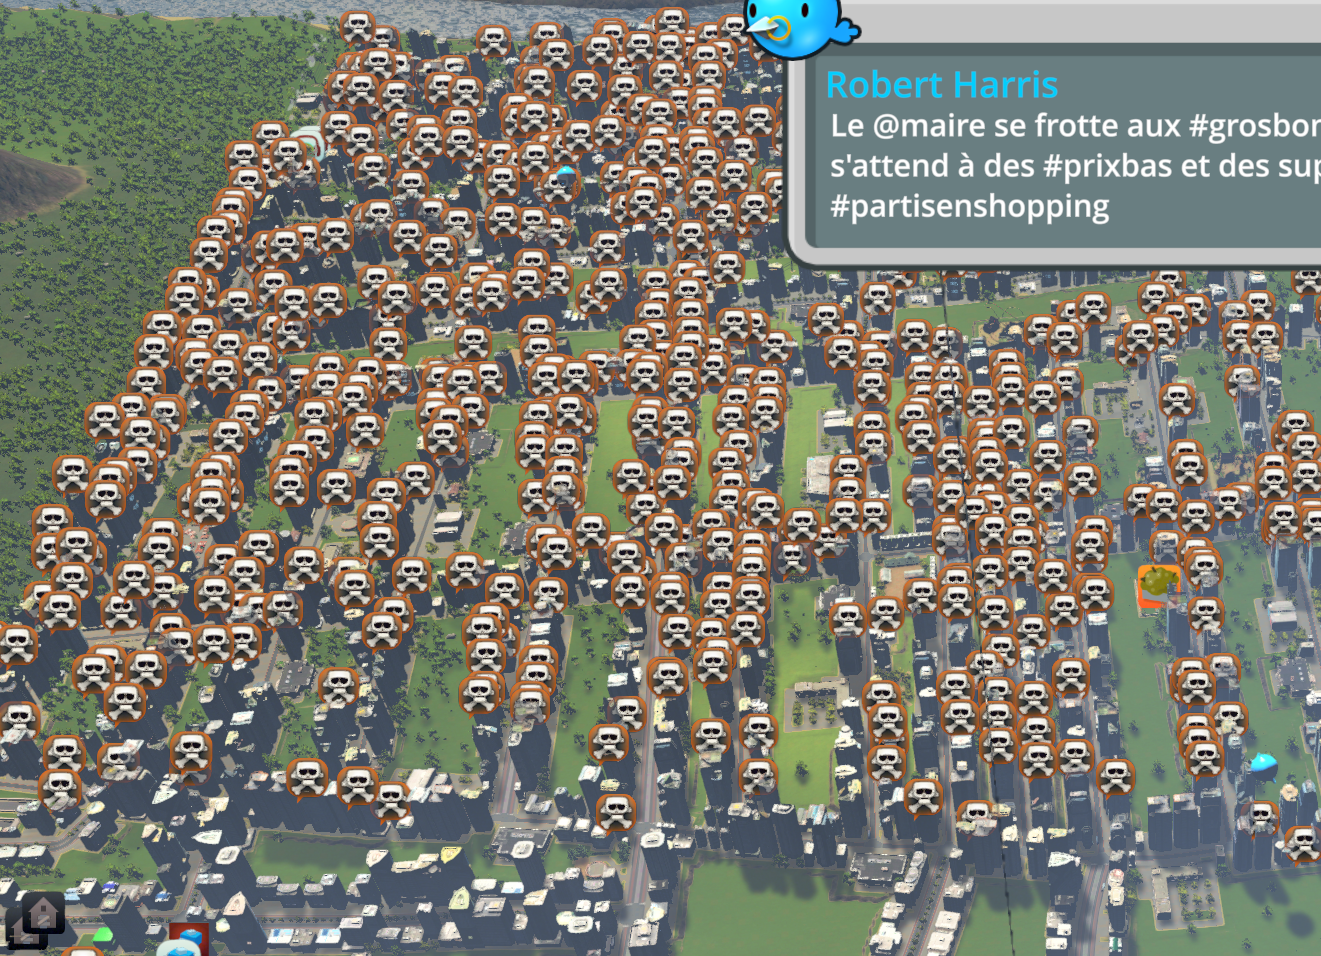 Robert Harris
Le @maire se frotte aux
s'attend à des #prixbas et des
#partisenshopping